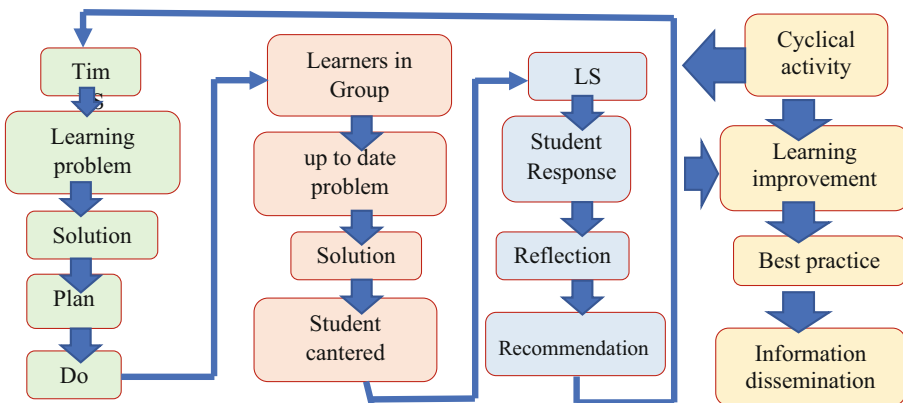 Tim
S
Learning
problem
Solution
Plan
Do
Learners in
Group
up to date
problem
Solution
Student
cantered
LS
Student
Response
Reflection
Recommendation
Cyclical
activity
Learning
improvement
Best practice
Information
dissemination